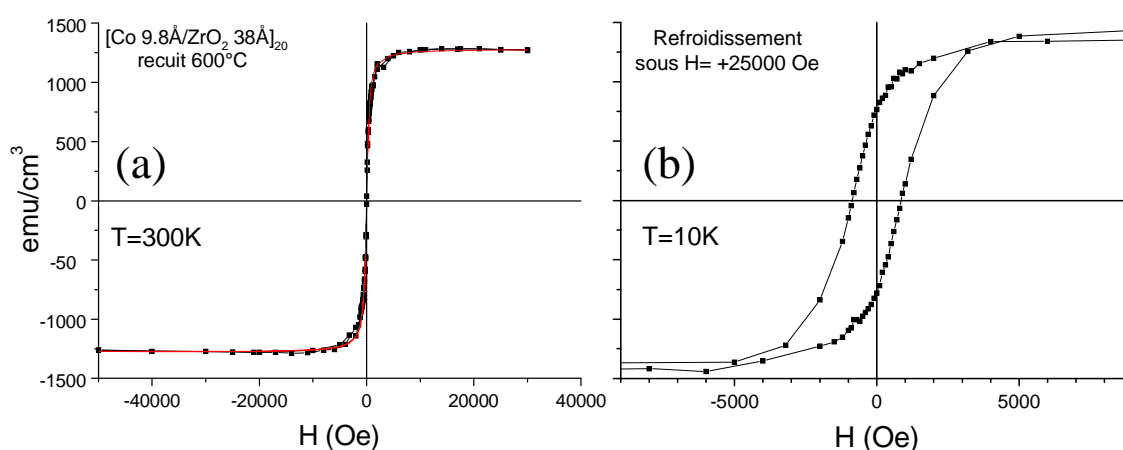 [Co 9.8Å/ZrO₂ 38Å]₂₀
recuit 600°C
(a)
T=300K
emu/cm³
1500
1000
500
0
-50
-1000
-1500
-40000 -20000 0 20000 40000
H (Oe)
Refroidissement
sous H= +25000 Oe
(b)
T=10K
-5000 0 5000
H (Oe)